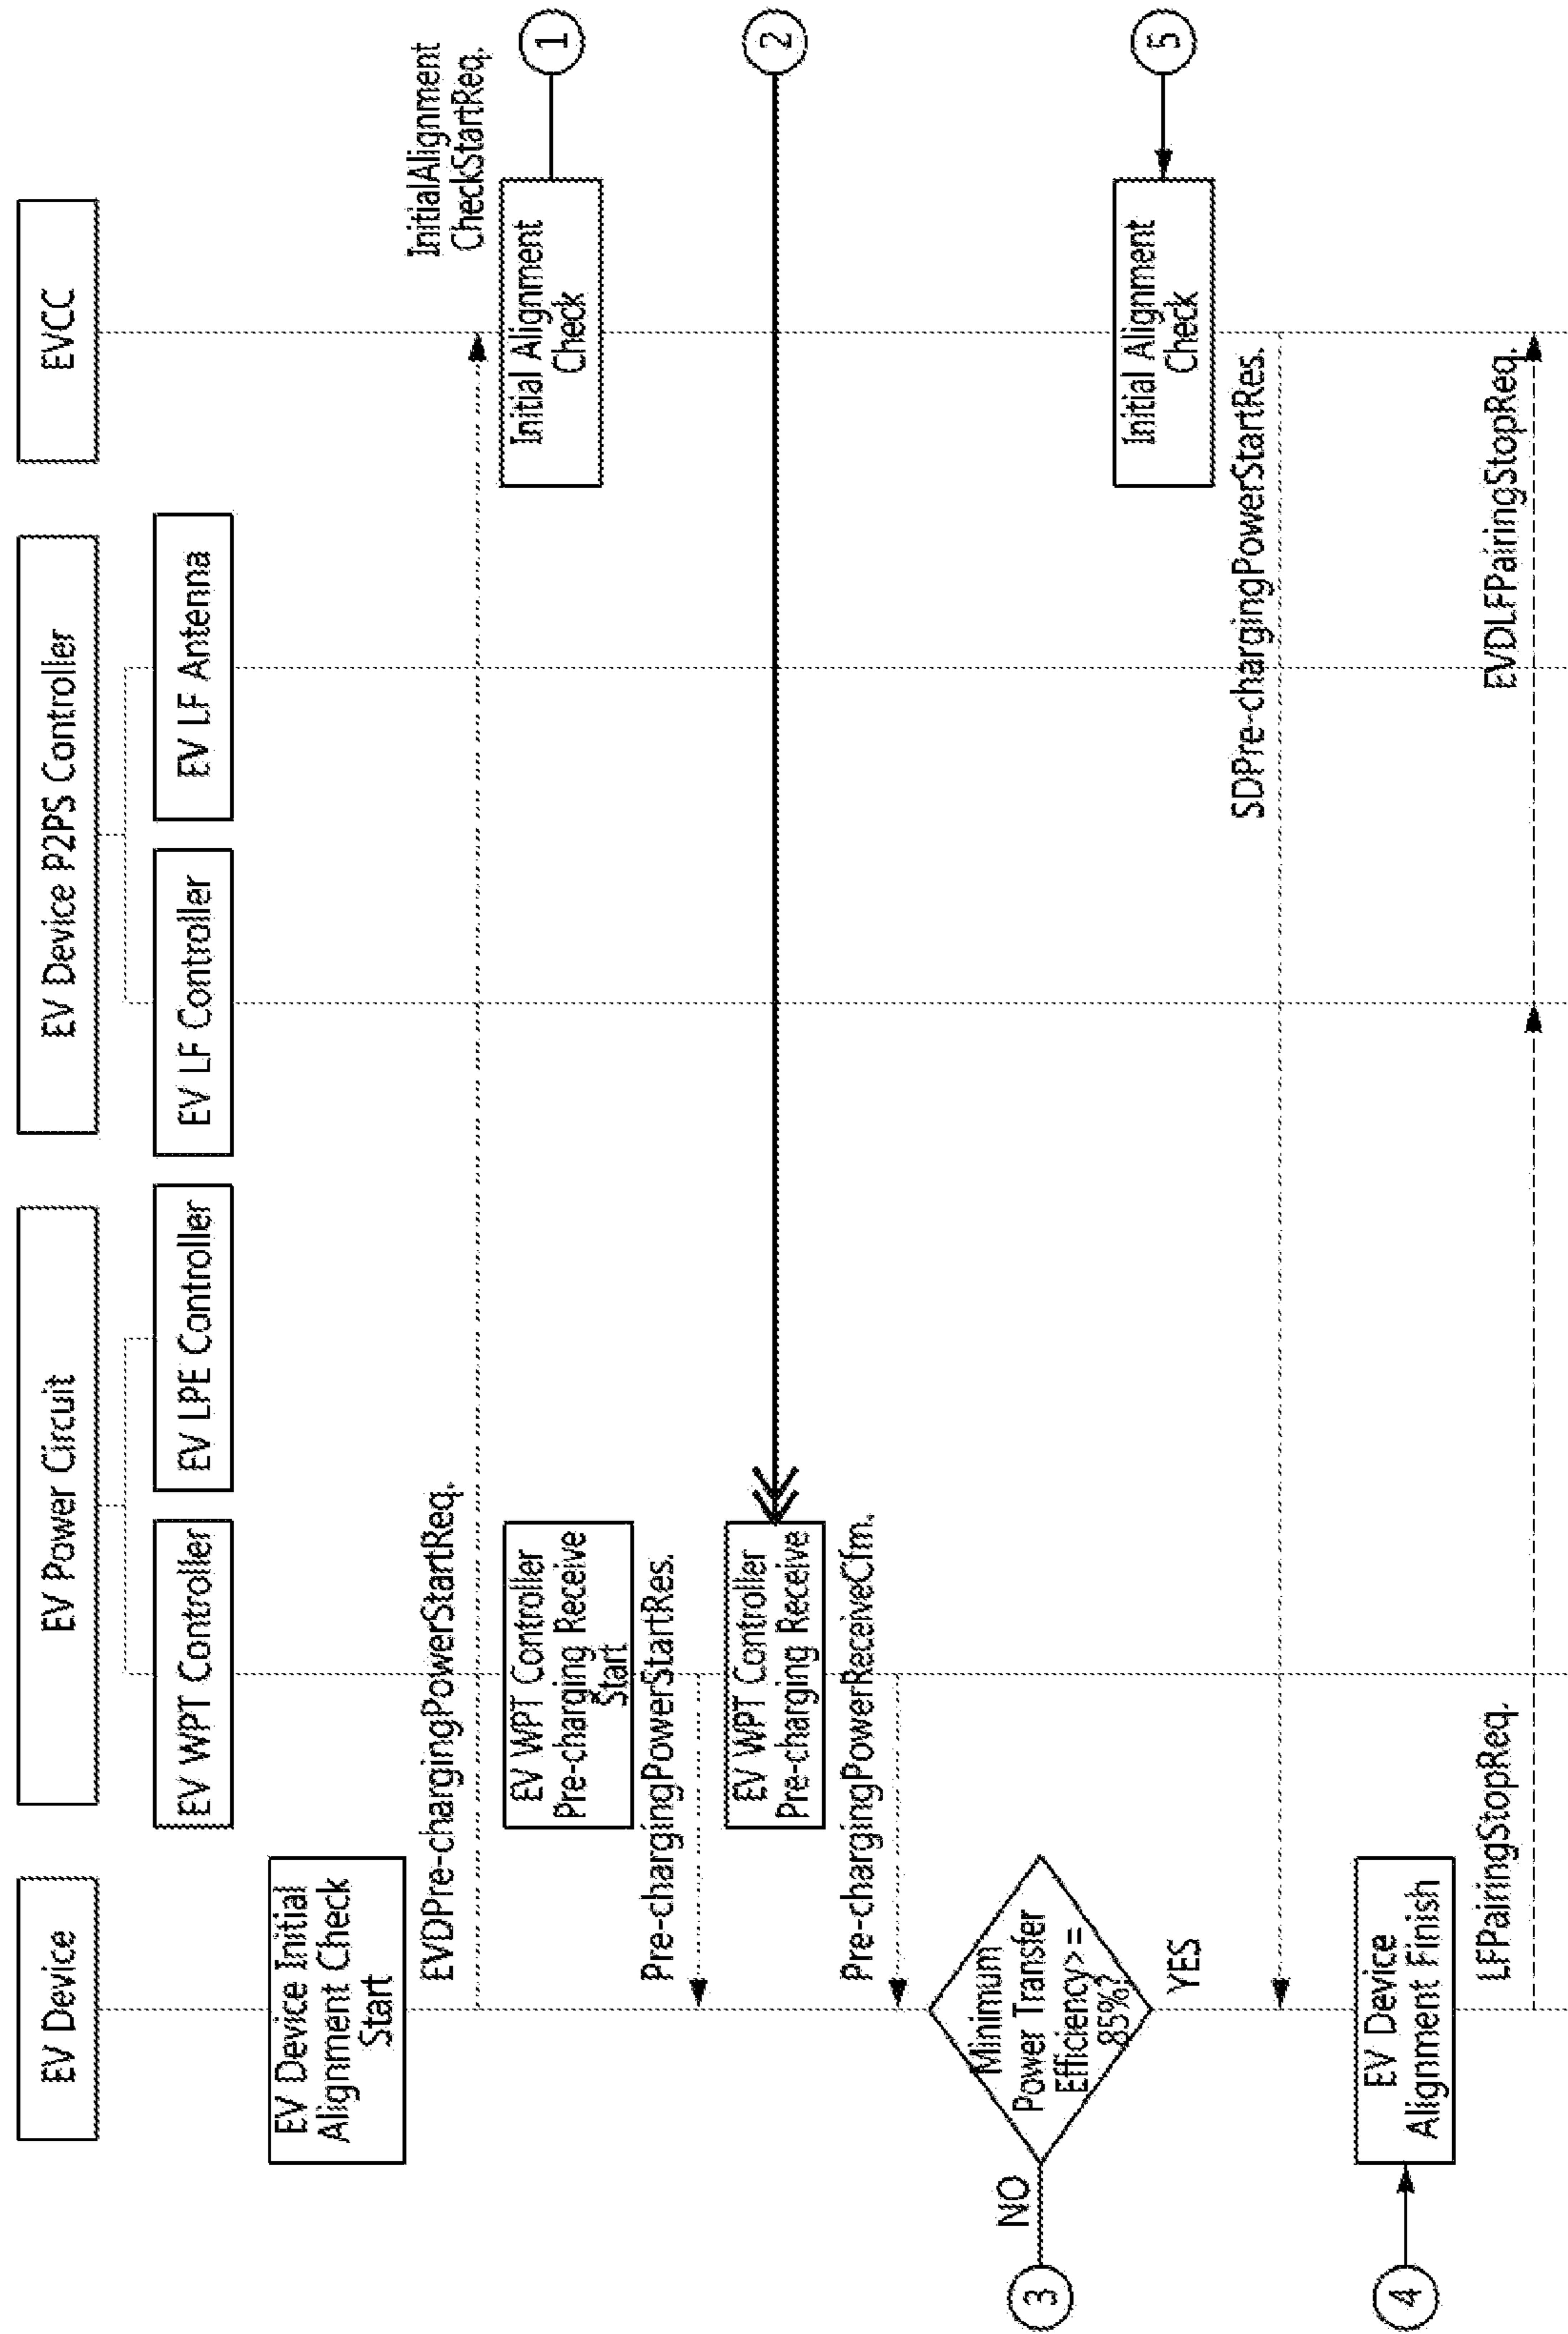 EV Device
EV Power Circuit
EV Device P2PS Controller
EVCC
EV WPT Controller
EV LPE Controller
EV LF Controller
EV LF Antenna
EV Device Initial
Alignment Check
Start
EVDPre-chargingPowerStartReq.
InitialAlignment
CheckStartReq.
EV WPT Controller
Pre-charging Receive
Start
Initial Alignment
Check
1
Pre-chargingPowerStartRes.
EV WPT Controller
Pre-charging Receive
2
Pre-chargingPowerReceiveCfm.
Minimum
Power Transfer
Efficiency>=
85%?
NO
3
YES
Initial Alignment
Check
5
SDPre-chargingPowerStartRes.
4
EV Device
Alignment Finish
LFPairingStopReq.
EVDLFPairingStopReq.